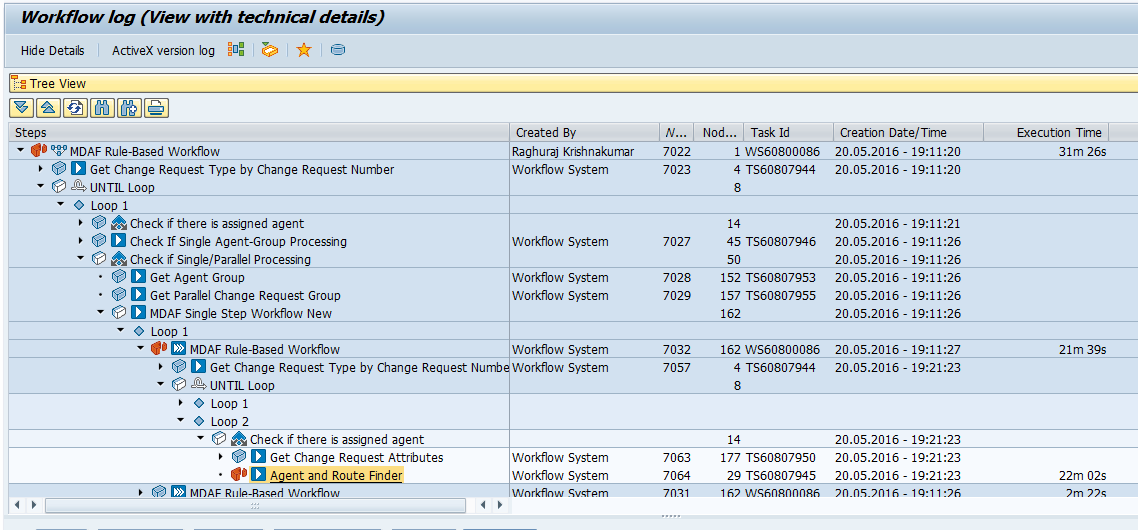 Workflow log (View with technical details)
Hide Details ActiveX version log
Tree View
Steps Created By N... Nod... Task Id Creation Date/Time Execution Time
MDAF Rule-Based Workflow Raghuraj Krishnakumar 7022 1 WS60800086 20.05.2016 - 19:11:20 31m 26s
Get Change Request Type by Change Request Number Workflow System 7023 4 TS60807944 20.05.2016 - 19:11:20
UNTIL Loop 8
Loop 1
Check if there is assigned agent 14 20.05.2016 - 19:11:21
Check If Single Agent-Group Processing Workflow System 7027 45 TS60807946 20.05.2016 - 19:11:26
Check if Single/Parallel Processing 50 20.05.2016 - 19:11:26
Get Agent Group Workflow System 7028 152 TS60807953 20.05.2016 - 19:11:26
Get Parallel Change Request Group Workflow System 7029 157 TS60807955 20.05.2016 - 19:11:26
MDAF Single Step Workflow New 162 20.05.2016 - 19:11:26
Loop 1
MDAF Rule-Based Workflow Workflow System 7032 162 WS60800086 20.05.2016 - 19:11:27 21m 39s
Get Change Request Type by Change Request Numbe Workflow System 7057 4 TS60807944 20.05.2016 - 19:21:23
UNTIL Loop 8
Loop 1
Loop 2
Check if there is assigned agent 14 20.05.2016 - 19:21:23
Get Change Request Attributes Workflow System 7063 177 TS60807950 20.05.2016 - 19:21:23
Agent and Route Finder Workflow System 7064 29 TS60807945 20.05.2016 - 19:21:23 22m 02s
MDAF Rule-Based Workflow Workflow System 7031 162 WS60800086 20.05.2016 - 19:11:26 2m 22s